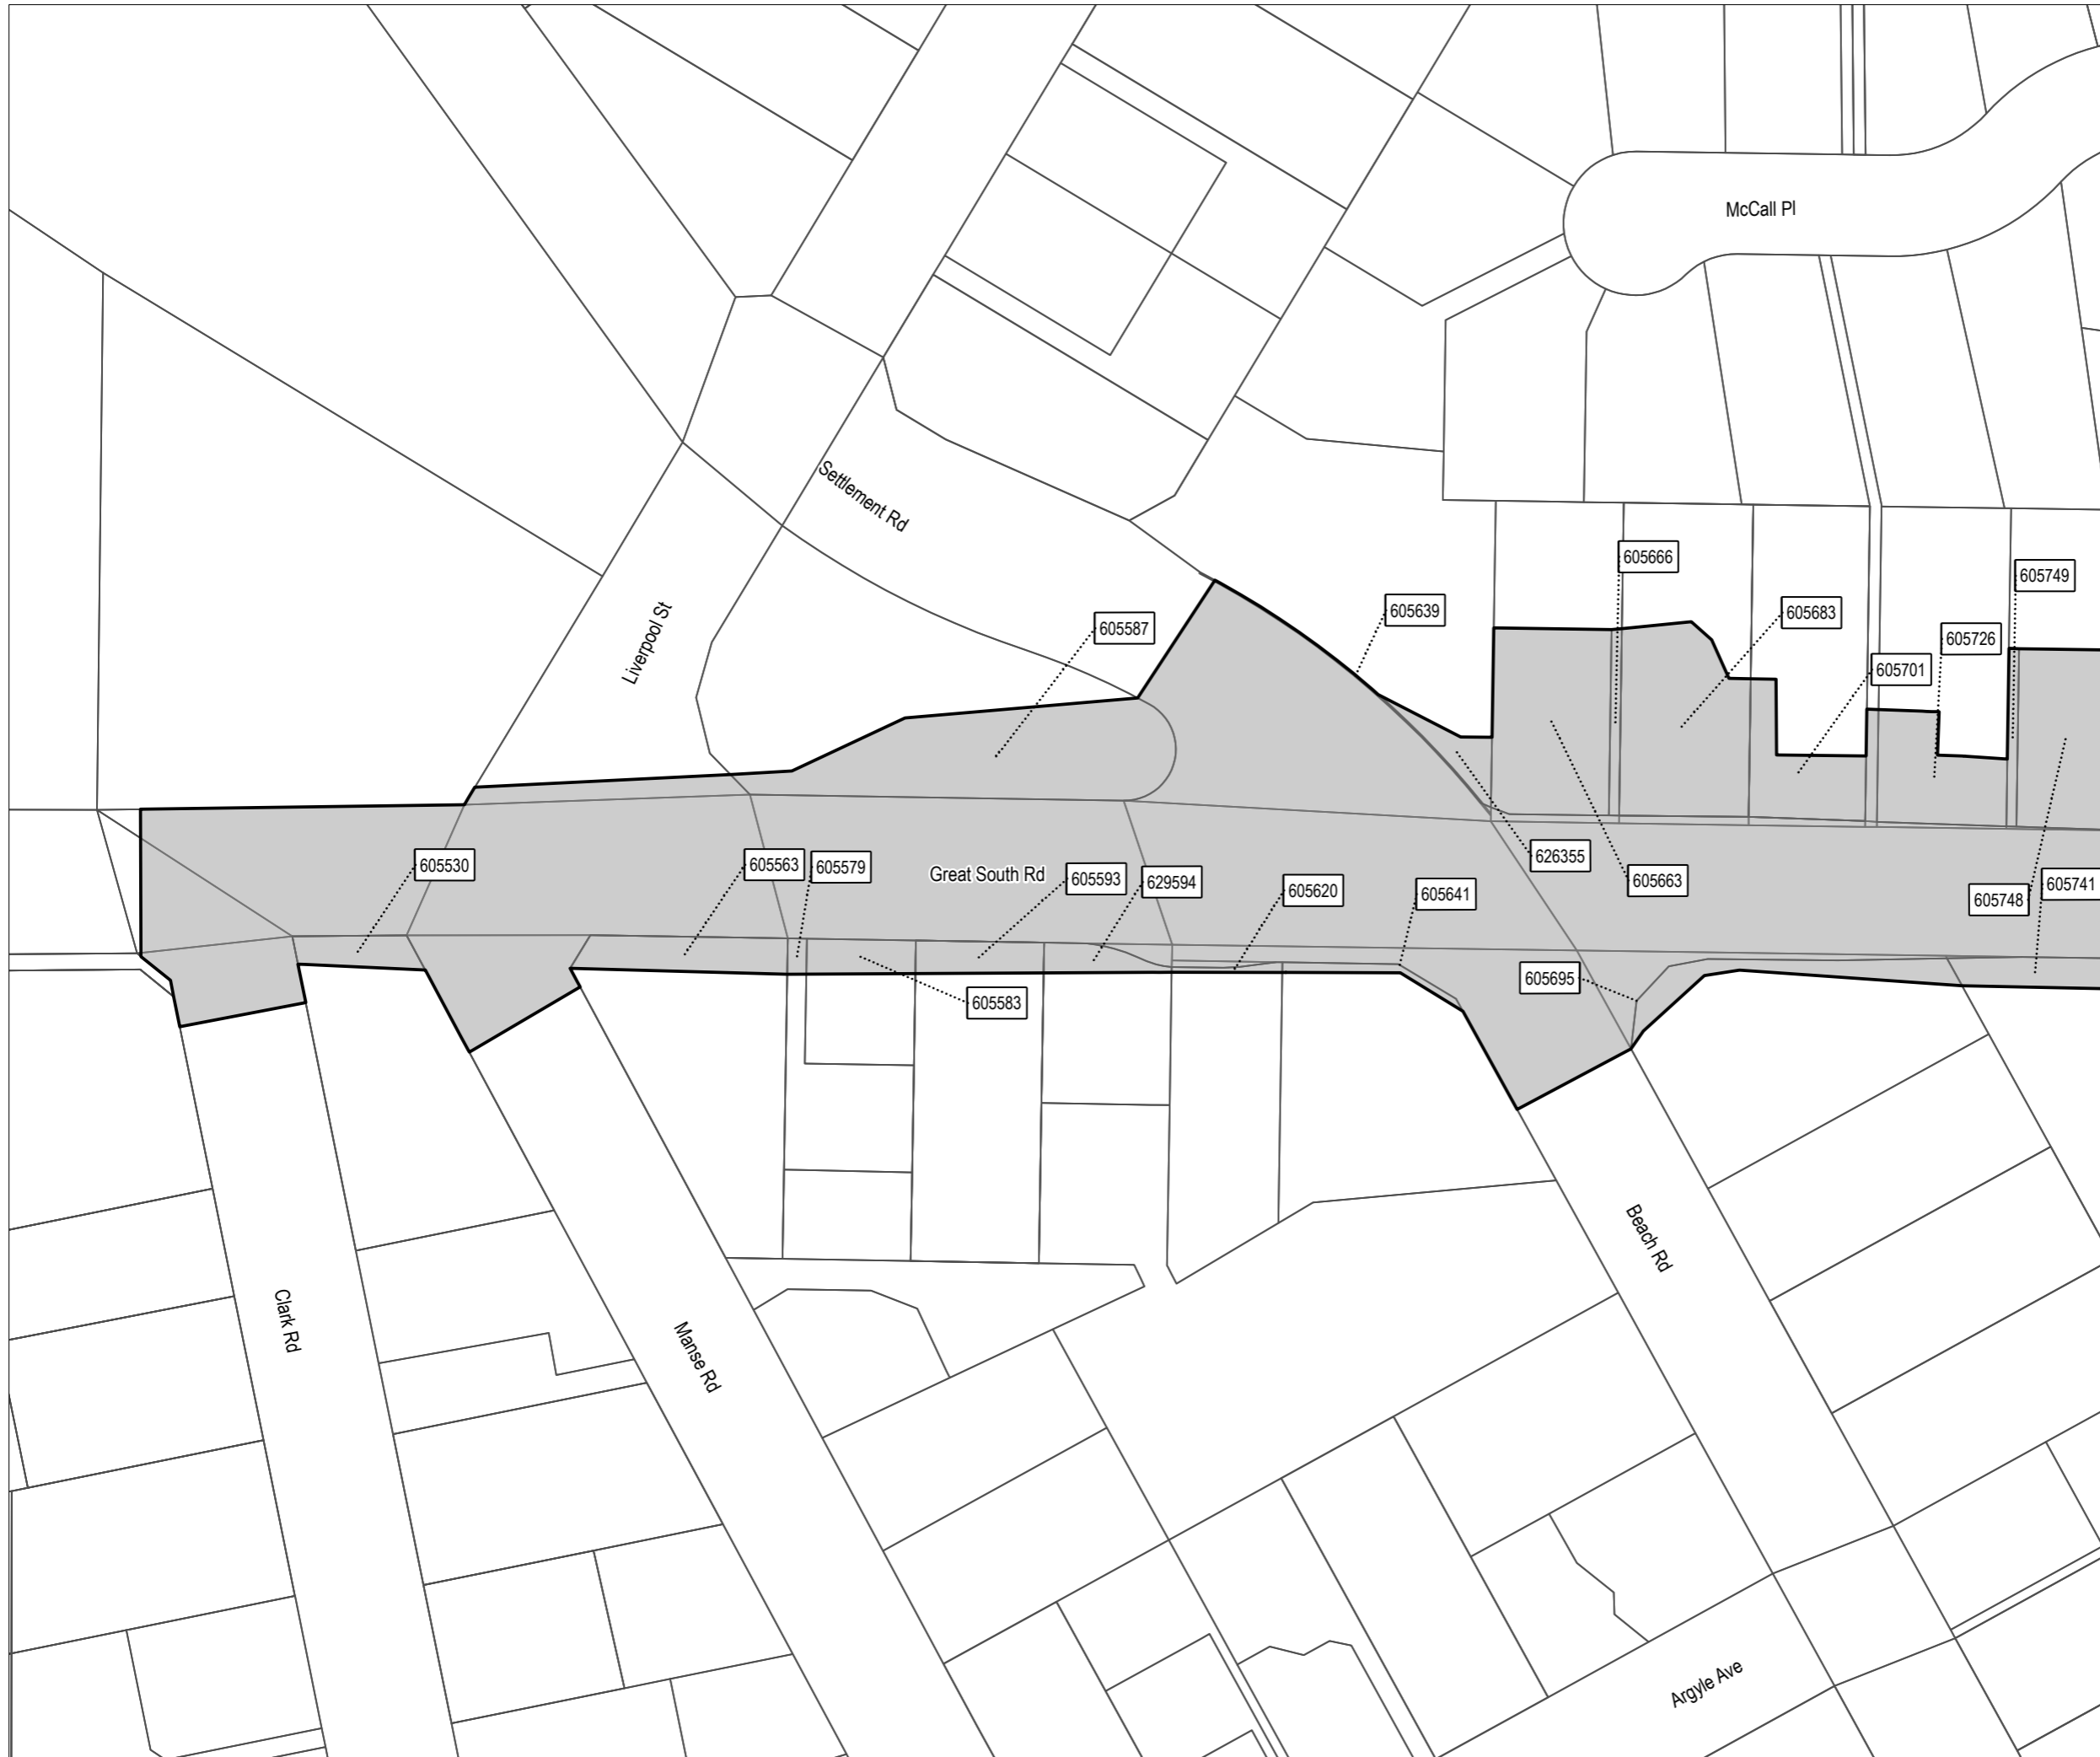 McCall Pl
Settlement Rd
605666
605749
605639
605683
605587
605726
Liverpool St
605701
605530
605563
605579
Great South Rd
605593
629594
605620
605641
626355
605663
605748
605741
605695
605583
Beach Rd
Clark Rd
Manse Rd
Argyle Ave